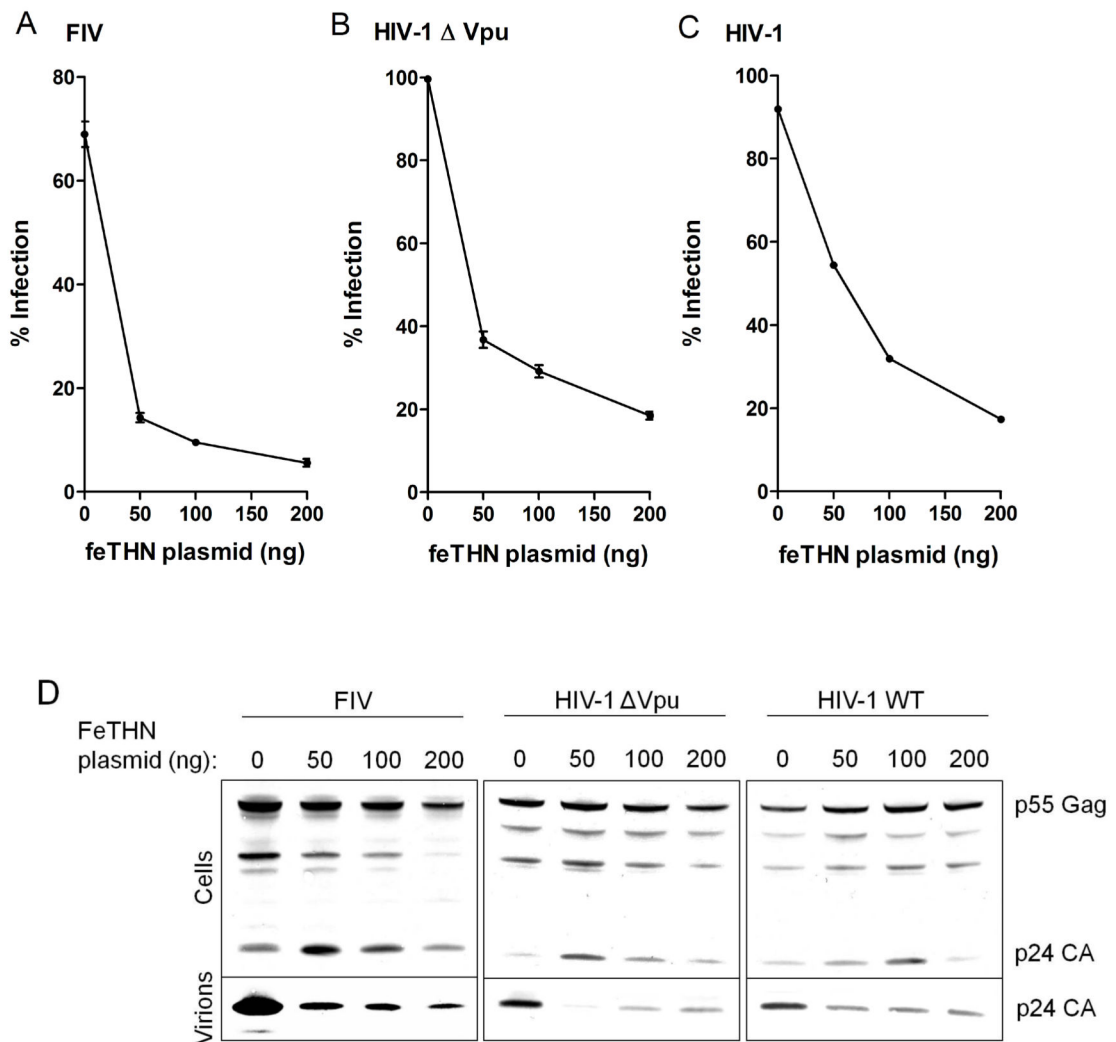 A FIV
B HIV-1 Δ Vpu
C HIV-1
80
60
40
20
0
% Infection
0 50 100 150 200
feTHN plasmid (ng)
100
80
60
40
20
0
% Infection
0 50 100 150 200
feTHN plasmid (ng)
100
80
60
40
20
0
% Infection
0 50 100 150 200
feTHN plasmid (ng)
D
FIV
HIV-1 ΔVpu
HIV-1 WT
FeTHN
plasmid (ng):
0 50 100 200
0 50 100 200
0 50 100 200
Cells
p55 Gag
p24 CA
Virions
p24 CA